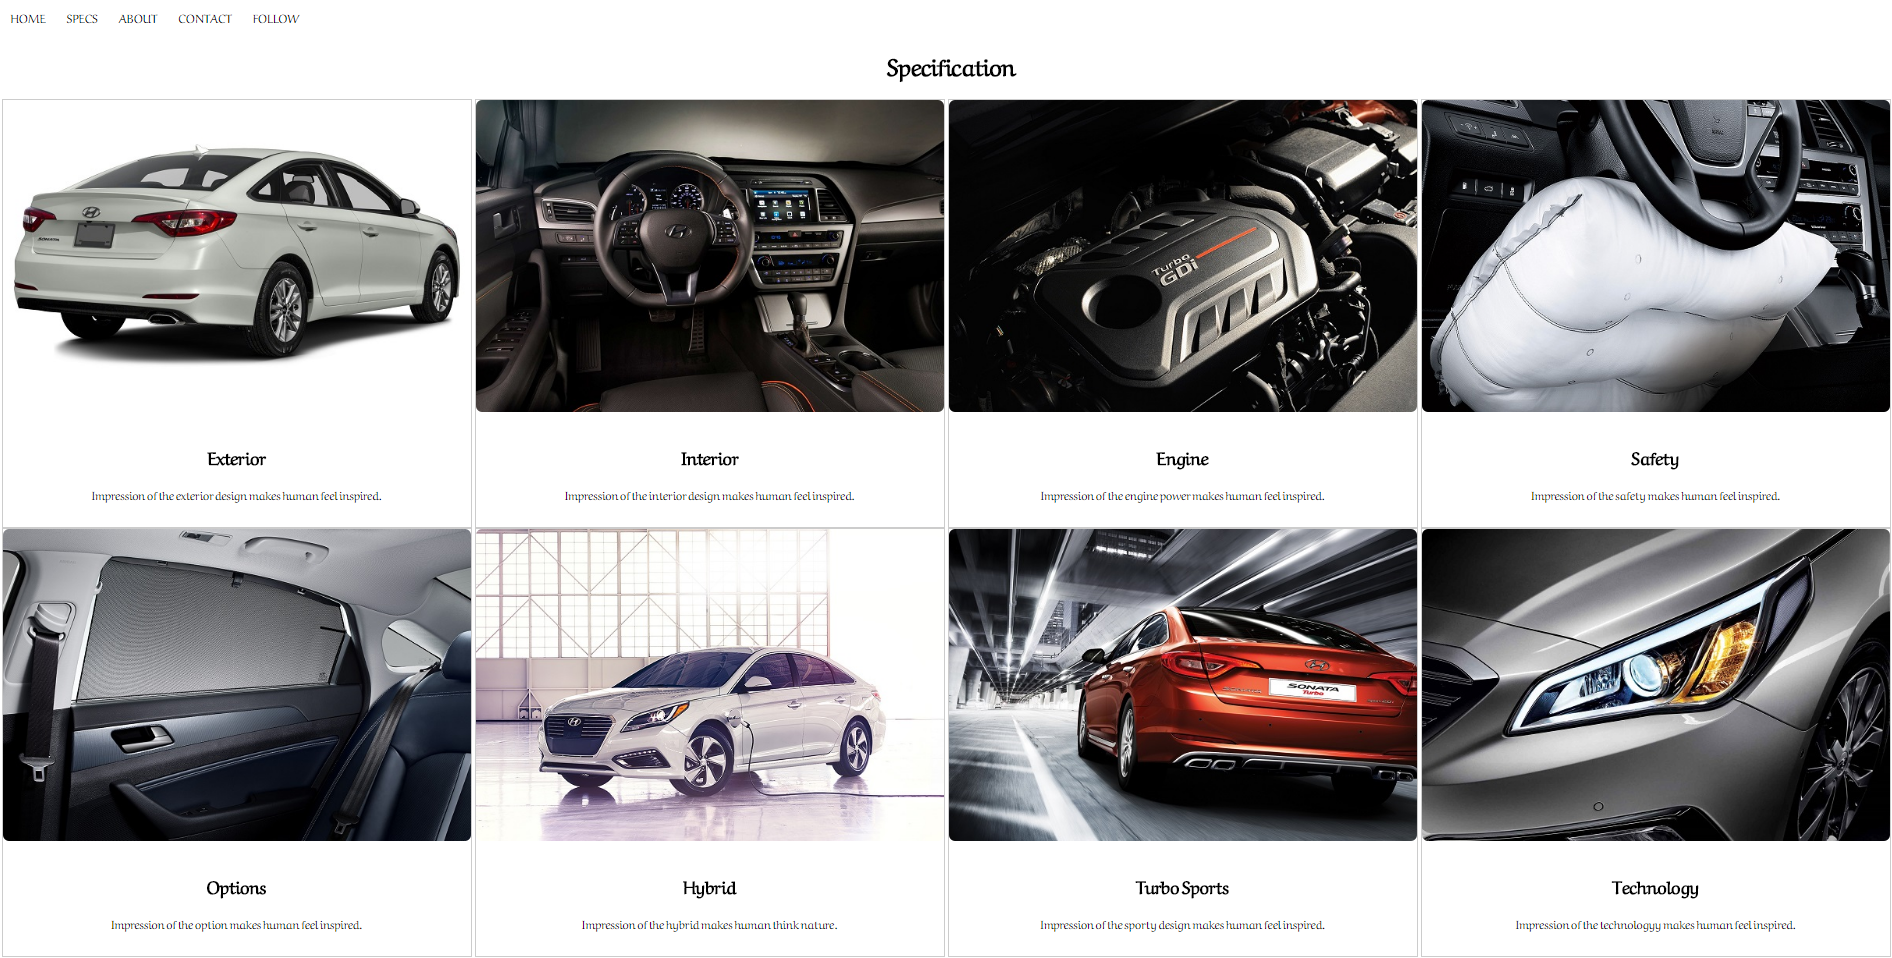 HOME SPECS ABOUT CONTACT FOLLOW
Specification
Turbo
GDi
Exterior
Interior
Engine
Safety
Impression of the exterior design makes human feel inspired.
Impression of the interior design makes human feel inspired.
Impression of the engine power makes human feel inspired.
Impression of the safety makes human feel inspired.
SONATA
Turbo
Options
Hybrid
Turbo Sports
Technology
Impression of the option makes human feel inspired.
Impression of the hybrid makes human think nature.
Impression of the sporty design makes human feel inspired.
Impression of the technologyy makes human feel inspired.